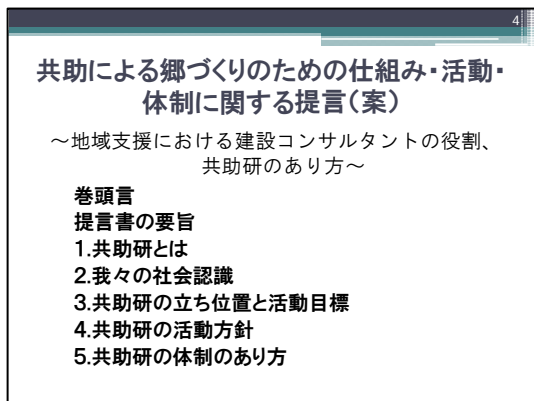 4
共助による郷づくりのための仕組み・活動・
体制に関する提言(案)
~地域支援における建設コンサルタントの役割、
共助研のあり方~
巻頭言
提言書の要旨
1.共助研とは
2.我々の社会認識
3.共助研の立ち位置と活動目標
4.共助研の活動方針
5.共助研の体制のあり方